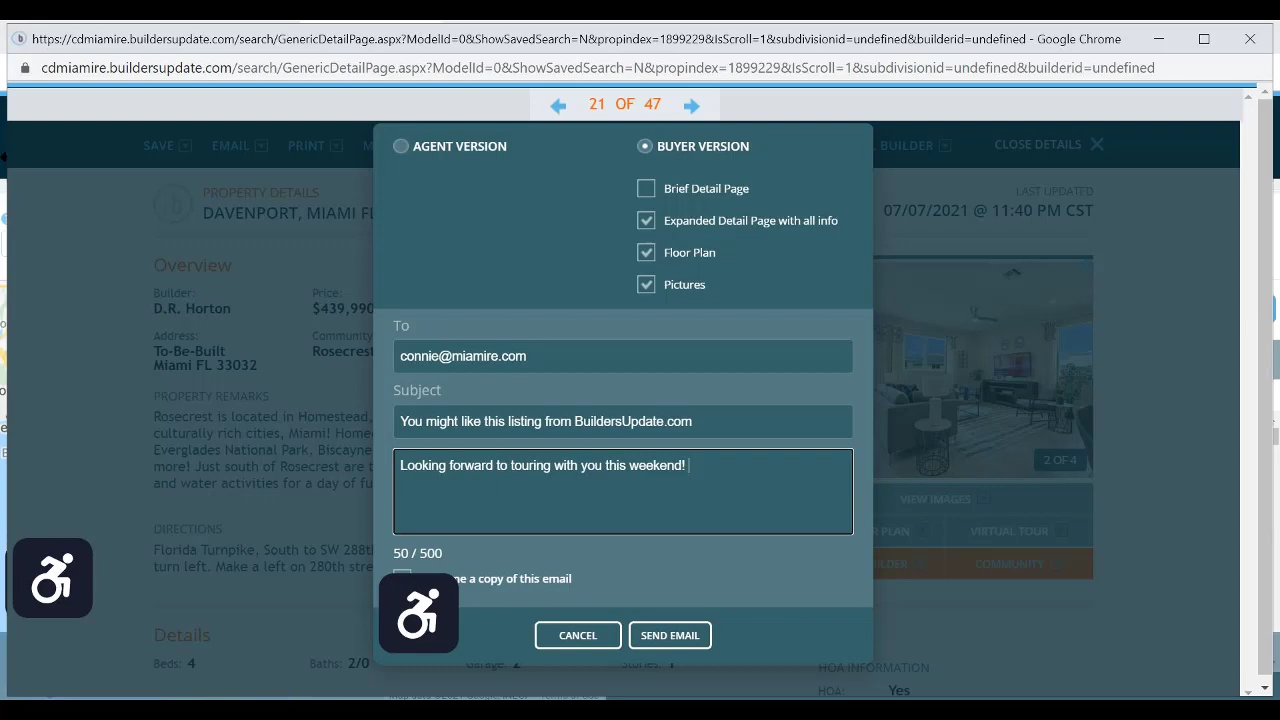 https://cdmiamire.buildersupdate.com/search/GenericDetailPage.aspx?ModelId=0&ShowSavedSearch=N&propindex=1899229&IsScroll=1&subdivisionid=undefined&builderid=undefined - Google Chrome
cdmiamire.buildersupdate.com/search/GenericDetailPage.aspx?ModelId=0&ShowSavedSearch=N&propindex=1899229&IsScroll=1&subdivisionid=undefined&builderid=undefined
21 OF 47
SAVE EMAIL PRINT BUILDER CLOSE DETAILS
AGENT VERSION BUYER VERSION
Brief Detail Page
Expanded Detail Page with all info
Floor Plan
Pictures
PROPERTY DETAILS
DAVENPORT, MIAMI
LAST UPDATED
07/07/2021 @ 11:40 PM CST
Overview
Builder: Price:
D.R. Horton $439,990
Address:
To-Be-Built
Miami FL 33032
PROPERTY REMARKS
Rosecrest is located in Homestead,
culturally rich cities, Miami!
Everglades National Park,
more! Just south of Rosecrest are
and water activities for a day of
DIRECTIONS
Florida Turnpike, South to SW
turn left. Make a left on 280th
Details
Beds: 4 Baths: 2/0
To
connie@miamire.com
Subject
You might like this listing from BuildersUpdate.com
Looking forward to touring with you this weekend!
50 / 500
a copy of this email
CANCEL SEND EMAIL
2 OF 4
VIEW IMAGES
PLAN VIRTUAL TOUR
COMMUNITY
HOA INFORMATION
HOA: Yes